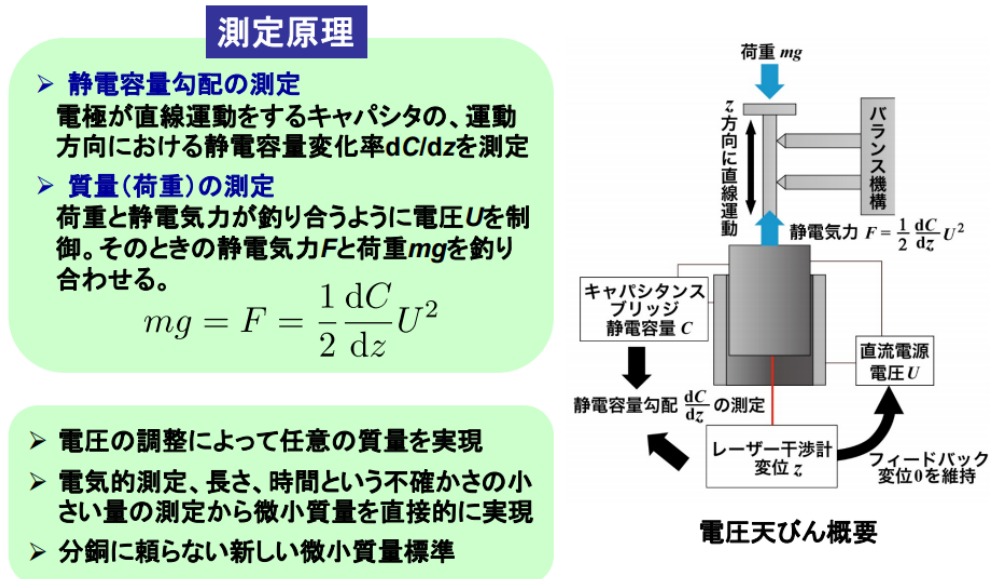 測定原理
➢ 静電容量勾配の測定
電極が直線運動をするキャパシタの、運動
方向における静電容量変化率dC/dzを測定
➢ 質量(荷重)の測定
荷重と静電気力が釣り合うように電圧Uを制
御。そのときの静電気力Fと荷重mgを釣り
合わせる。
mg = F = 1/2 dC/dz U²
➢ 電圧の調整によって任意の質量を実現
➢ 電気的測定、長さ、時間という不確かさの小
さい量の測定から微小質量を直接的に実現
➢ 分銅に頼らない新しい微小質量標準
荷重 mg
z方向に直線運動
バランス機構
静電気力 F = 1/2 dC/dz U²
キャパシタンス
ブリッジ
静電容量 C
直流電源
電圧 U
静電容量勾配 dC/dz の測定
レーザー干渉計
変位 z
フィードバック
変位0を維持
電圧天びん概要